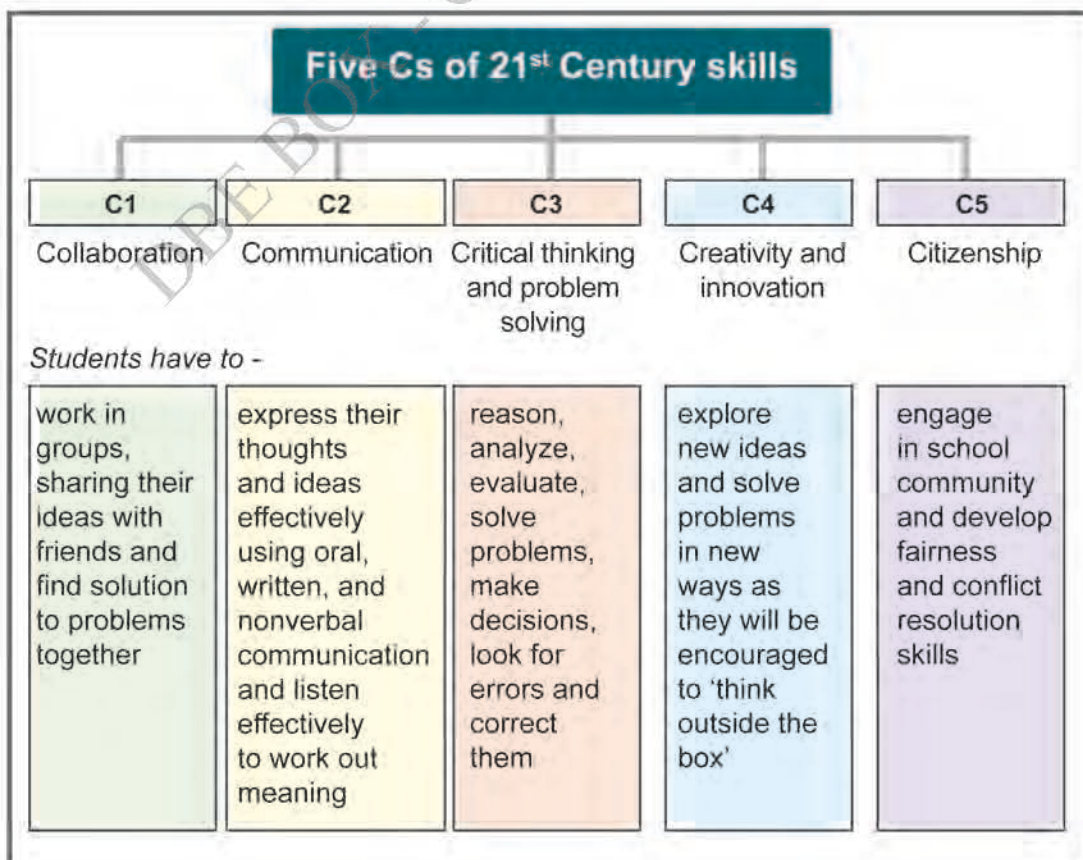 Five Cs of 21st Century skills
C1
Collaboration
C2
Communication
C3
Critical thinking
and problem
solving
C4
Creativity and
innovation
C5
Citizenship
Students have to -
work in
groups,
sharing their
ideas with
friends and
find solution
to problems
together
express their
thoughts
and ideas
effectively
using oral,
written, and
nonverbal
communication
and listen
effectively
to work out
meaning
reason,
analyze,
evaluate,
solve
problems,
make
decisions,
look for
errors and
correct
them
explore
new ideas
and solve
problems
in new
ways as
they will be
encouraged
to ‘think
outside the
box’
engage
in school
community
and develop
fairness
and conflict
resolution
skills
DBE BOX